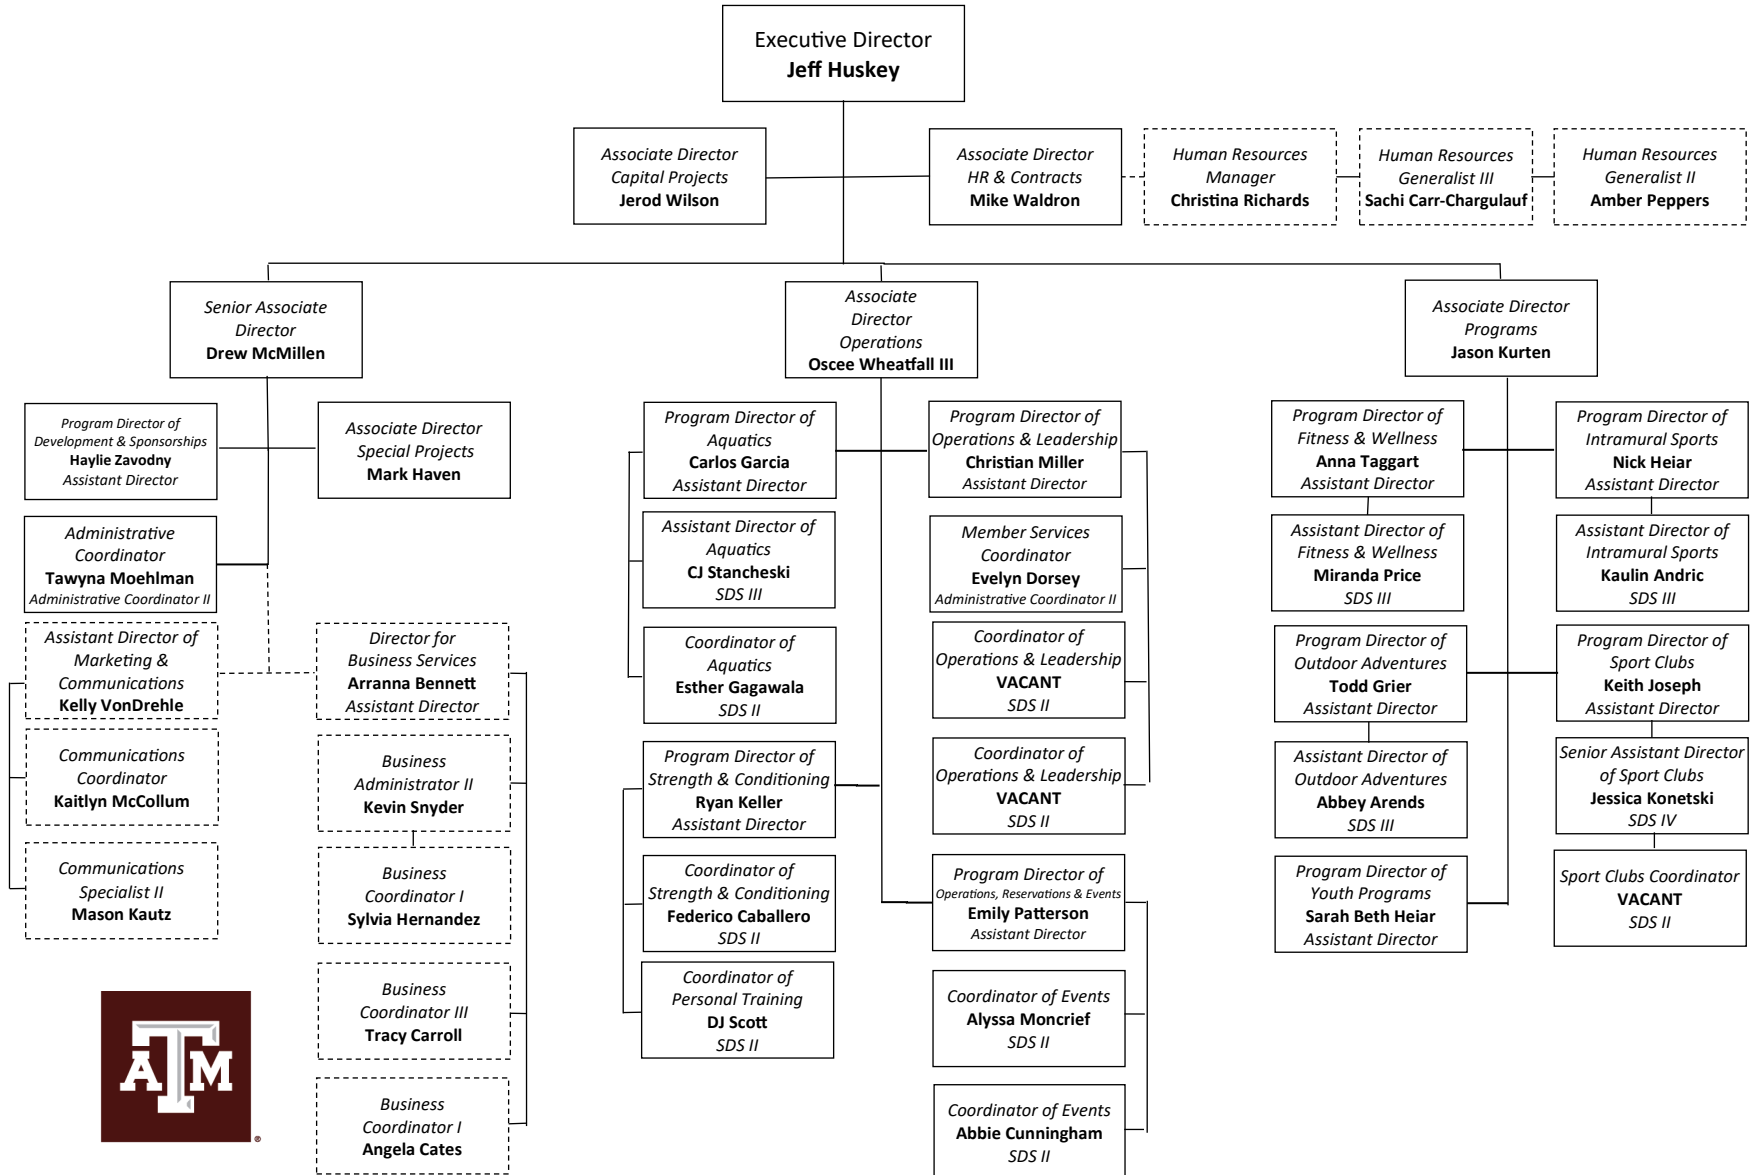 Executive Director
Jeff Huskey
Associate Director
Capital Projects
Jerod Wilson
Associate Director
HR & Contracts
Mike Waldron
Human Resources
Manager
Christina Richards
Human Resources
Generalist III
Sachi Carr-Chargulauf
Human Resources
Generalist II
Amber Peppers
Senior Associate
Director
Drew McMillen
Associate
Director
Operations
Oscee Wheatfall III
Associate Director
Programs
Jason Kurten
Program Director of
Development & Sponsorships
Haylie Zavodny
Assistant Director
Associate Director
Special Projects
Mark Haven
Administrative
Coordinator
Tawyna Moehlman
Administrative Coordinator II
Assistant Director of
Marketing &
Communications
Kelly VonDrehle
Communications
Coordinator
Kaitlyn McCollum
Communications
Specialist II
Mason Kautz
Director for
Business Services
Arranna Bennett
Assistant Director
Business
Administrator II
Kevin Snyder
Business
Coordinator I
Sylvia Hernandez
Business
Coordinator III
Tracy Carroll
Business
Coordinator I
Angela Cates
Program Director of
Aquatics
Carlos Garcia
Assistant Director
Assistant Director of
Aquatics
CJ Stancheski
SDS III
Coordinator of
Aquatics
Esther Gagawala
SDS II
Program Director of
Strength & Conditioning
Ryan Keller
Assistant Director
Coordinator of
Strength & Conditioning
Federico Caballero
SDS II
Coordinator of
Personal Training
DJ Scott
SDS II
Program Director of
Operations & Leadership
Christian Miller
Assistant Director
Member Services
Coordinator
Evelyn Dorsey
Administrative Coordinator II
Coordinator of
Operations & Leadership
VACANT
SDS II
Coordinator of
Operations & Leadership
VACANT
SDS II
Program Director of
Operations, Reservations & Events
Emily Patterson
Assistant Director
Coordinator of Events
Alyssa Moncrief
SDS II
Coordinator of Events
Abbie Cunningham
SDS II
Program Director of
Fitness & Wellness
Anna Taggart
Assistant Director
Assistant Director of
Fitness & Wellness
Miranda Price
SDS III
Program Director of
Outdoor Adventures
Todd Grier
Assistant Director
Assistant Director of
Outdoor Adventures
Abbey Arends
SDS III
Program Director of
Youth Programs
Sarah Beth Heiar
Assistant Director
Program Director of
Intramural Sports
Nick Heiar
Assistant Director
Assistant Director of
Intramural Sports
Kaulin Andric
SDS III
Program Director of
Sport Clubs
Keith Joseph
Assistant Director
Senior Assistant Director
of Sport Clubs
Jessica Konetski
SDS IV
Sport Clubs Coordinator
VACANT
SDS II
ATM ®